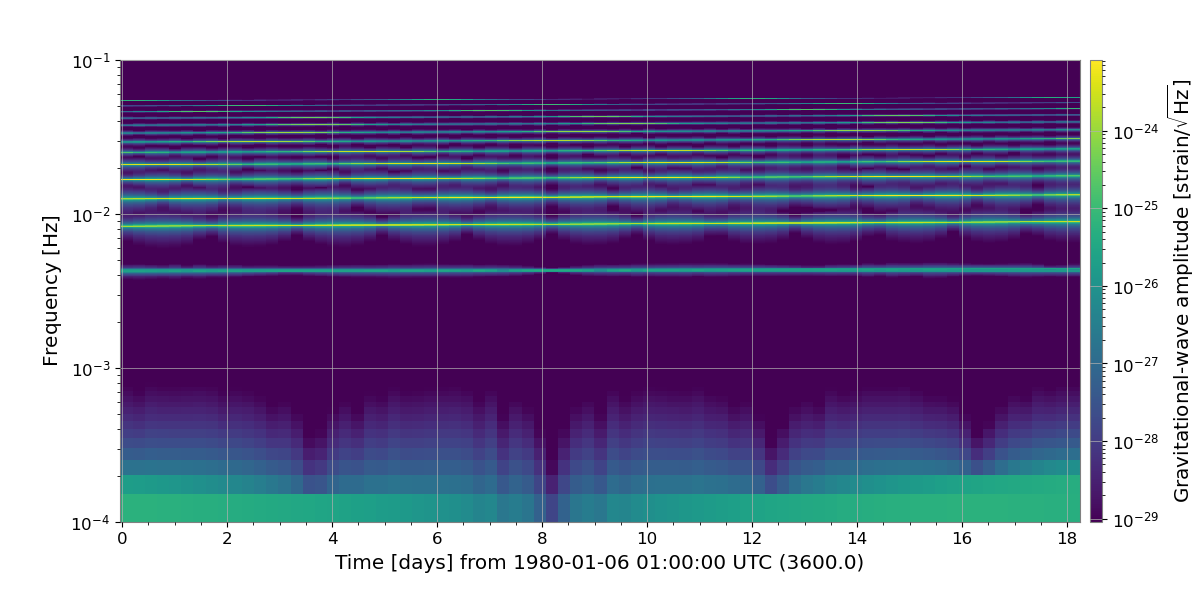 10⁻¹
10⁻²
10⁻³
10⁻⁴
Frequency [Hz]
0 2 4 6 8 10 12 14 16 18
Time [days] from 1980-01-06 01:00:00 UTC (3600.0)
10⁻²⁴
10⁻²⁵
10⁻²⁶
10⁻²⁷
10⁻²⁸
10⁻²⁹
Gravitational-wave amplitude [strain/√Hz]